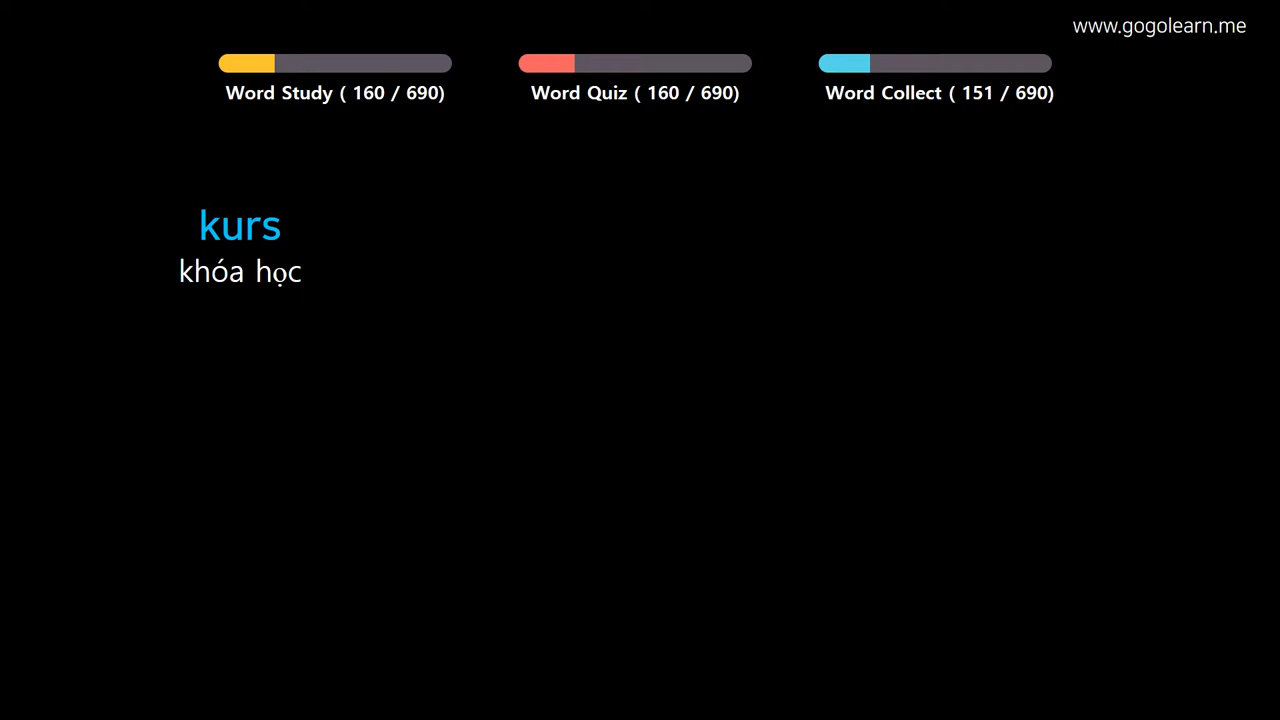 www.gogolearn.me
Word Study ( 160 / 690)
Word Quiz ( 160 / 690)
Word Collect ( 151 / 690)
kurs
khóa học